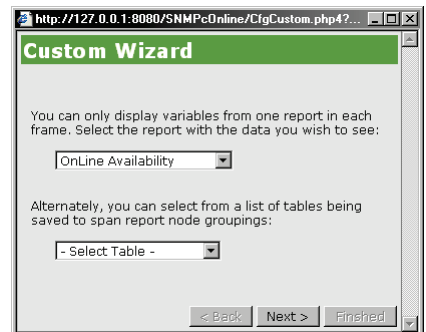 http://127.0.0.1:8080/SNMPcOnline/CfgCustom.php4?...
Custom Wizard
You can only display variables from one report in each
frame. Select the report with the data you wish to see:
OnLine Availability
Alternately, you can select from a list of tables being
saved to span report node groupings:
- Select Table -
< Back Next > Finshed